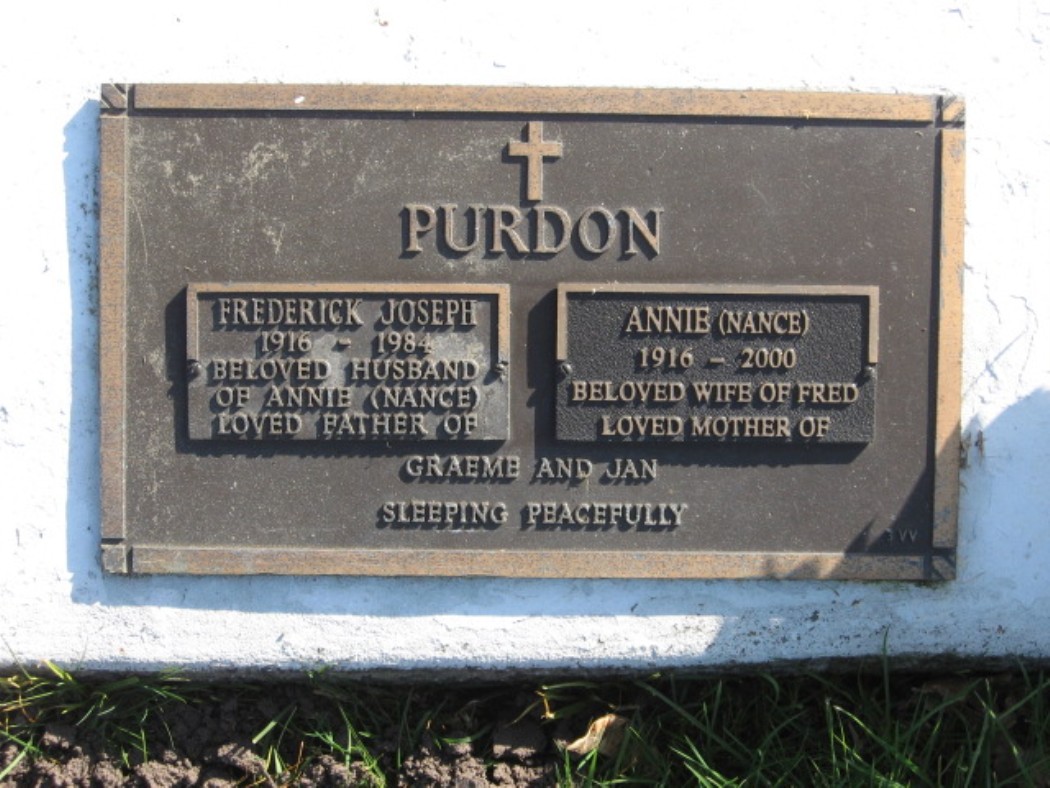 PURDON
FREDERICK JOSEPH
1916 - 1984
BELOVED HUSBAND
OF ANNIE (NANCE)
LOVED FATHER OF
ANNIE (NANCE)
1916 - 2000
BELOVED WIFE OF FRED
LOVED MOTHER OF
GRAEME AND JAN
SLEEPING PEACEFULLY